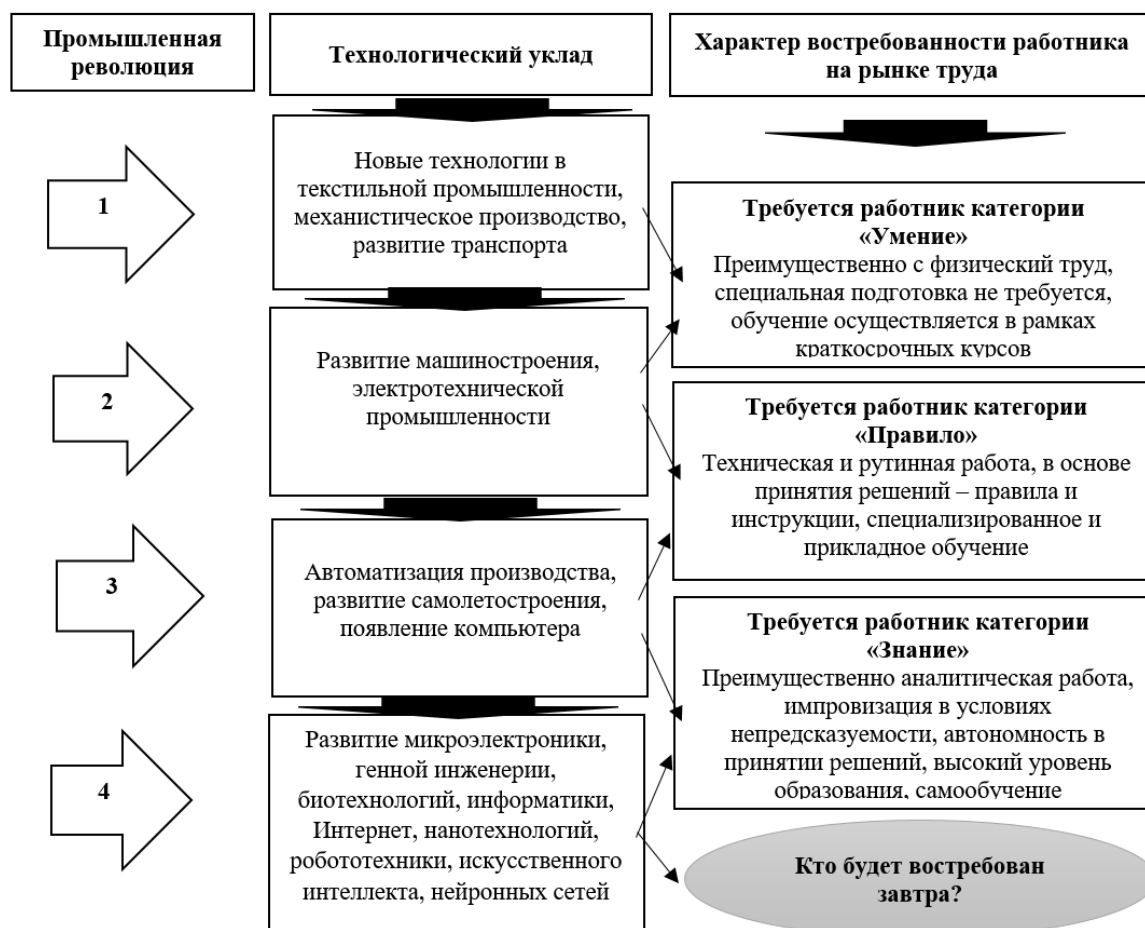 Промышленная
революция
Технологический уклад
Характер востребованности работника
на рынке труда
1
Новые технологии в
текстильной промышленности,
механистическое производство,
развитие транспорта
Требуется работник категории
«Умение»
Преимущественно с физический труд,
специальная подготовка не требуется,
обучение осуществляется в рамках
краткосрочных курсов
2
Развитие машиностроения,
электротехнической
промышленности
Требуется работник категории
«Правило»
Техническая и рутинная работа, в основе
принятия решений – правила и
инструкции, специализированное и
прикладное обучение
3
Автоматизация производства,
развитие самолетостроения,
появление компьютера
Требуется работник категории
«Знание»
Преимущественно аналитическая работа,
импровизация в условиях
непредсказуемости, автономность в
принятии решений, высокий уровень
образования, самообучение
4
Развитие микроэлектроники,
генной инженерии,
биотехнологий, информатики,
Интернет, нанотехнологий,
робототехники, искусственного
интеллекта, нейронных сетей
Кто будет востребован
завтра?